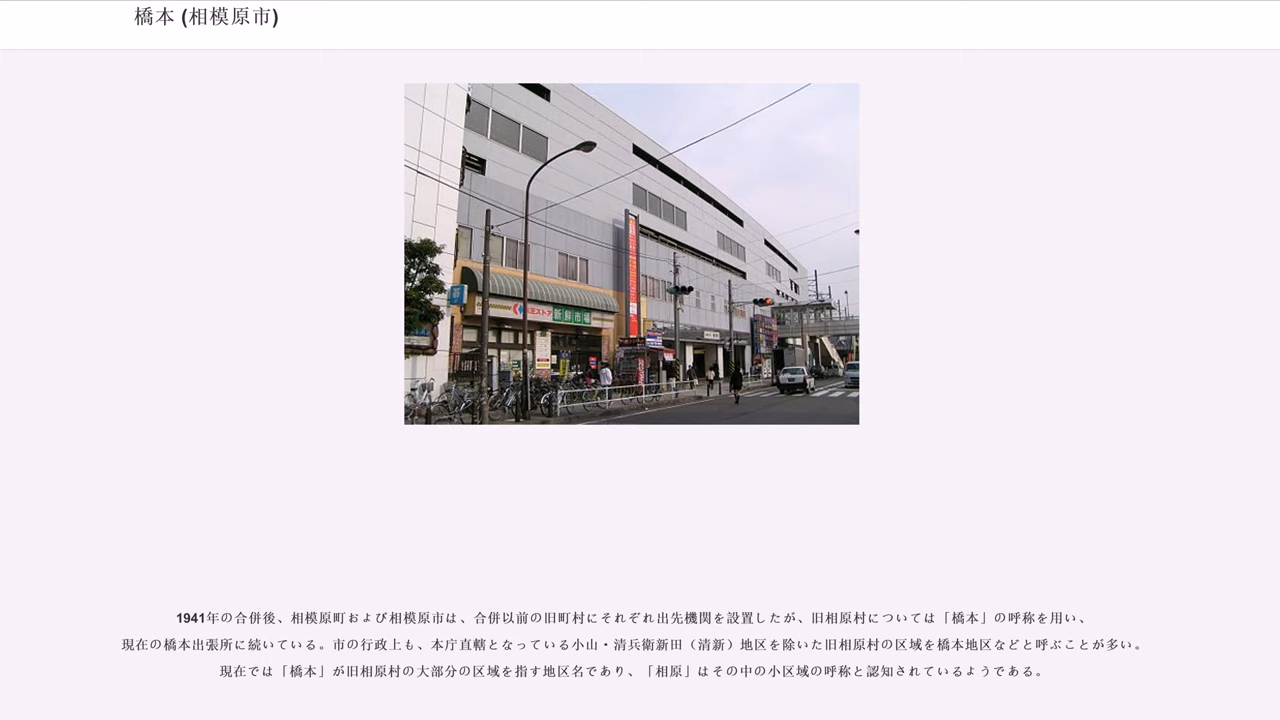 橋本 (相模原市)
新鮮市場
1941年の合併後、相模原町および相模原市は、合併以前の旧町村にそれぞれ出先機関を設置したが、旧相原村については「橋本」の呼称を用い、
現在の橋本出張所に続いている。市の行政上も、本庁直轄となっている小山・清兵衛新田（清新）地区を除いた旧相原村の区域を橋本地区などと呼ぶことが多い。
現在では「橋本」が旧相原村の大部分の区域を指す地区名であり、「相原」はその中の小区域の呼称と認知されているようである。